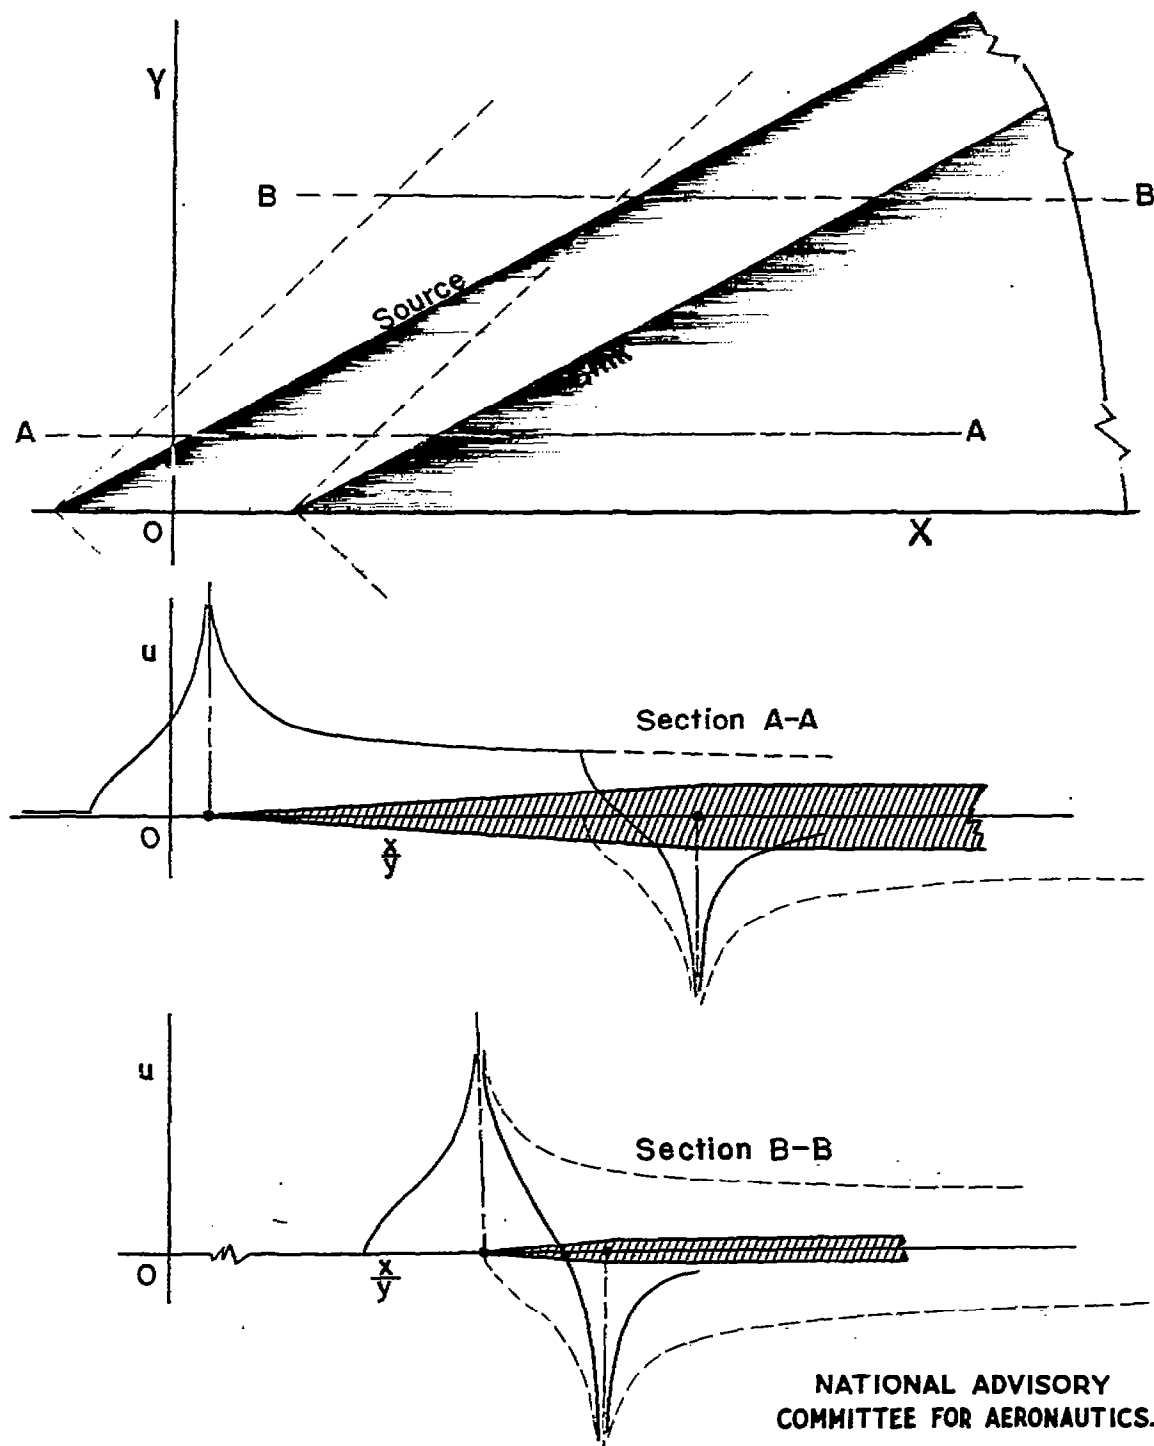 Y
B
B
Source
A
A
O
X
u
Section A-A
O
x/y
u
Section B-B
O
x/y
NATIONAL ADVISORY
COMMITTEE FOR AERONAUTICS.